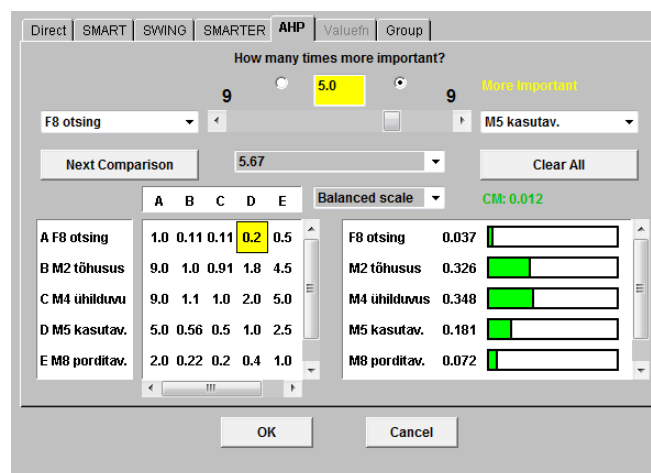 Direct SMART SWING SMARTER AHP Valuefn Group
How many times more important?
9 5.0 9 More Important
F8 otsing M5 kasutav.
Next Comparison 5.67 Clear All
A B C D E Balanced scale CM: 0.012
A F8 otsing 1.0 0.11 0.11 0.2 0.5 F8 otsing 0.037
B M2 tõhusus 9.0 1.0 0.91 1.8 4.5 M2 tõhusus 0.326
C M4 ühilduvu 9.0 1.1 1.0 2.0 5.0 M4 ühilduvus 0.348
D M5 kasutav. 5.0 0.56 0.5 1.0 2.5 M5 kasutav. 0.181
E M8 porditav. 2.0 0.22 0.2 0.4 1.0 M8 porditav. 0.072
OK Cancel